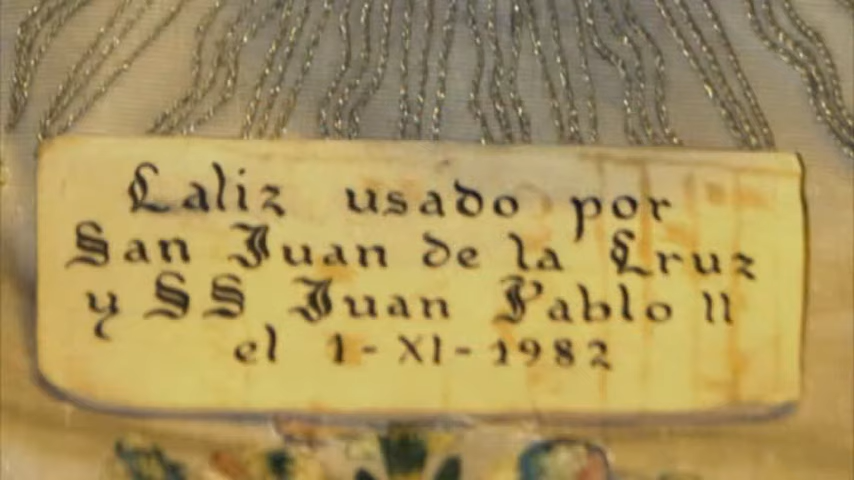 Caliz usado por
San Juan de la Cruz
y SS Juan Pablo II
el 1-XI-1982